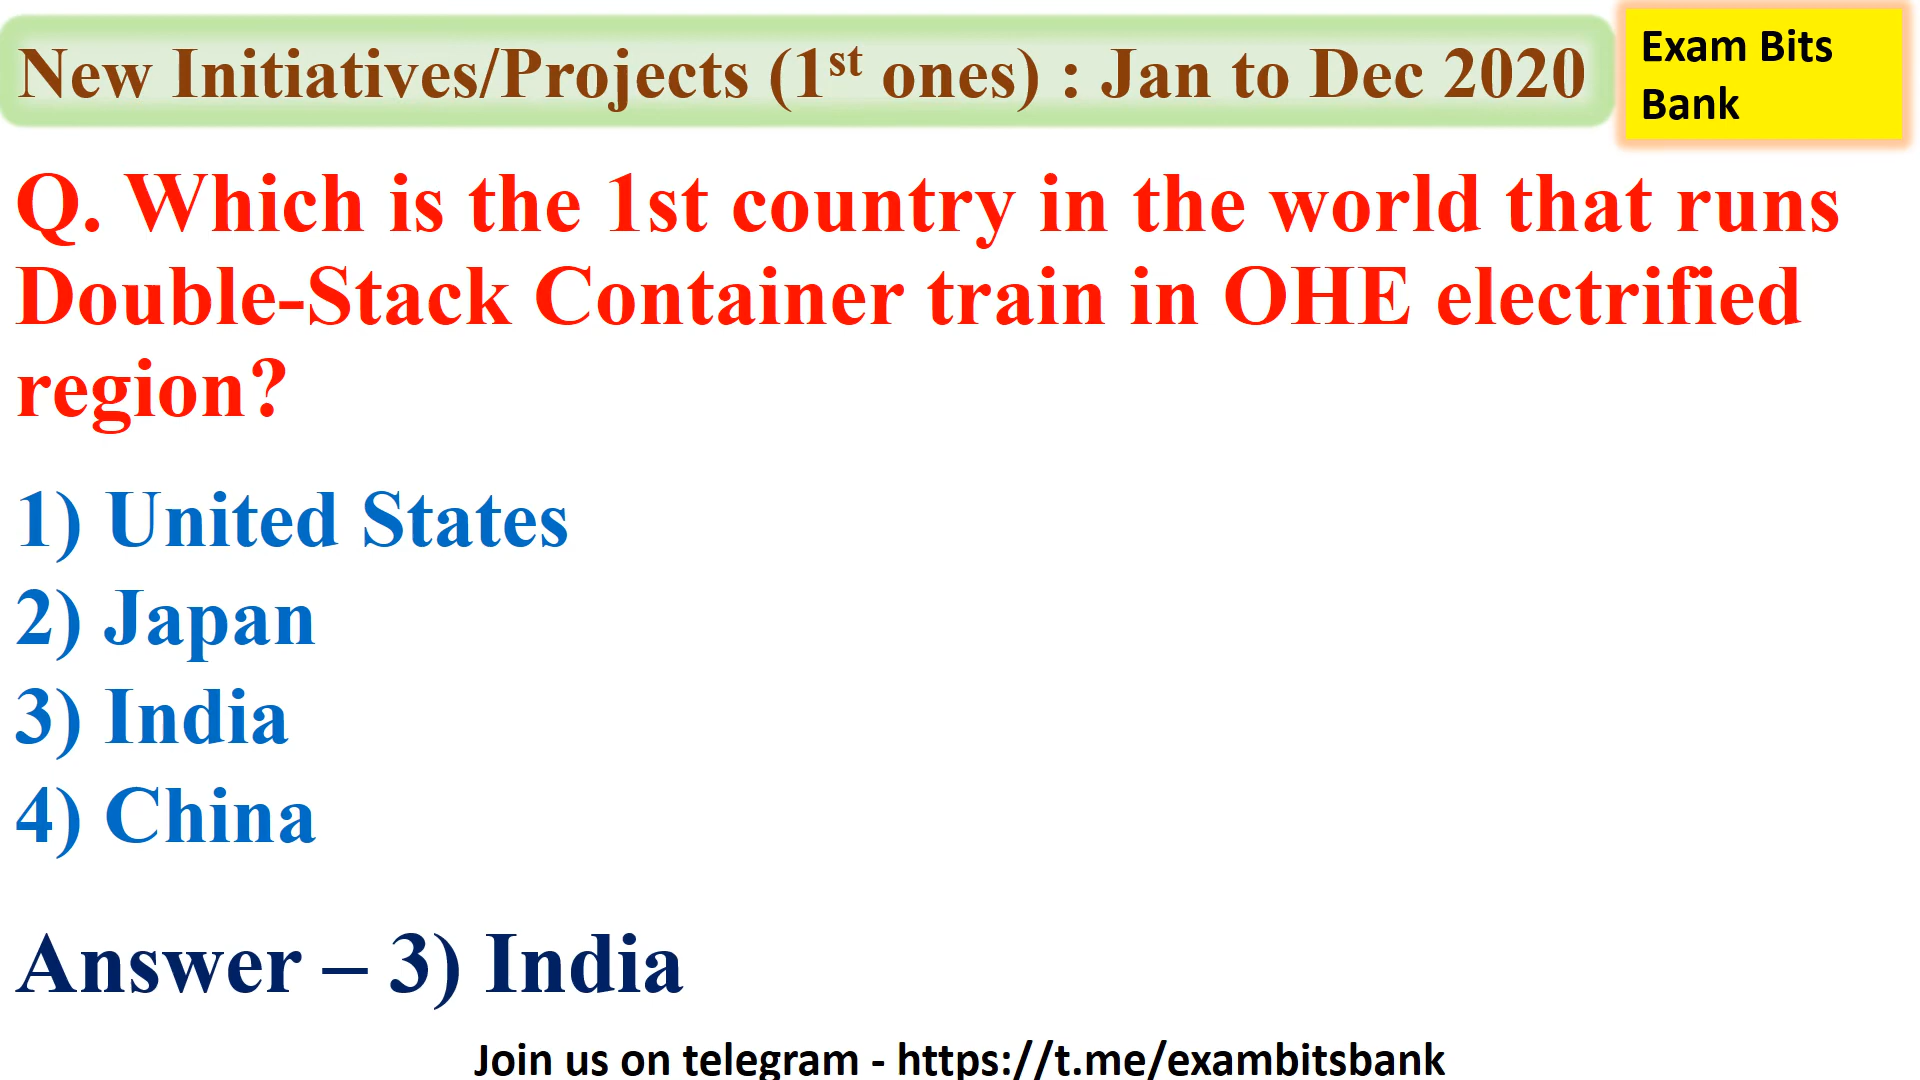 New Initiatives/Projects (1st ones) : Jan to Dec 2020
Exam Bits
Bank
Q. Which is the 1st country in the world that runs
Double-Stack Container train in OHE electrified
region?
1) United States
2) Japan
3) India
4) China
Answer – 3) India
Join us on telegram - https://t.me/exambitsbank